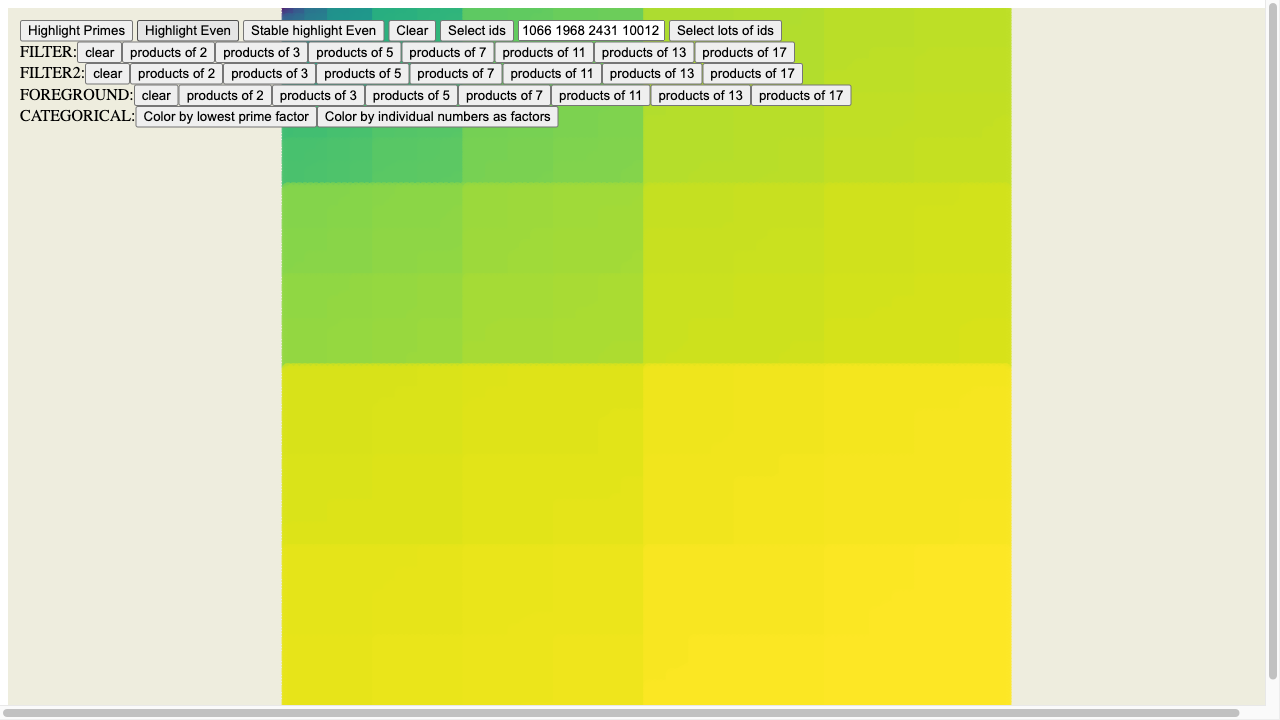 Highlight Primes Highlight Even Stable highlight Even Clear Select ids 1066 1968 2431 10012 Select lots of ids
FILTER: clear products of 2 products of 3 products of 5 products of 7 products of 11 products of 13 products of 17
FILTER2: clear products of 2 products of 3 products of 5 products of 7 products of 11 products of 13 products of 17
FOREGROUND: clear products of 2 products of 3 products of 5 products of 7 products of 11 products of 13 products of 17
CATEGORICAL: Color by lowest prime factor Color by individual numbers as factors